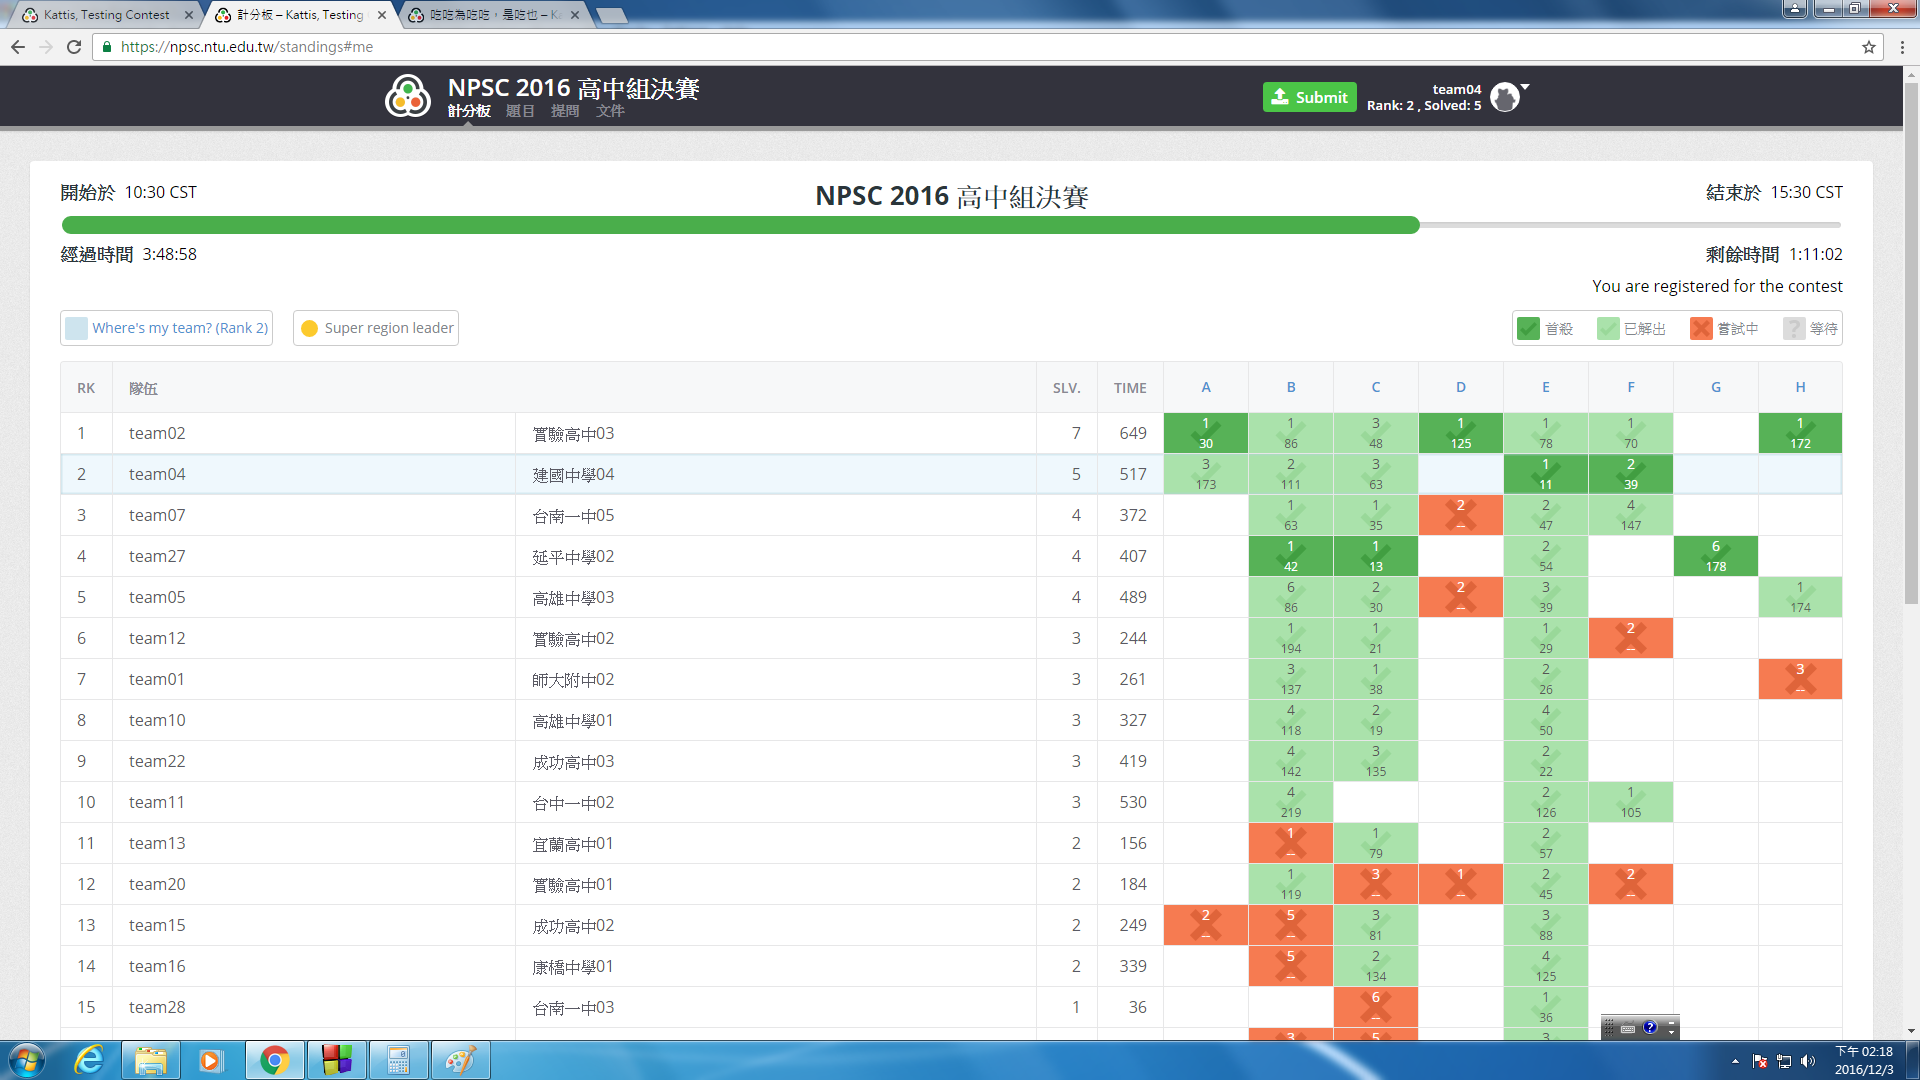 Kattis, Testing Contest
計分板 – Kattis, Testing
吃吃為吃吃，是吃也 – K
https://npsc.ntu.edu.tw/standings#me
NPSC 2016 高中組決賽
計分板 題目 提問 文件
Submit
team04
Rank: 2 , Solved: 5
開始於 10:30 CST
NPSC 2016 高中組決賽
結束於 15:30 CST
經過時間 3:48:58
剩餘時間 1:11:02
You are registered for the contest
Where's my team? (Rank 2)
Super region leader
首殺 已解出 嘗試中 ? 等待
RK 隊伍 SLV. TIME A B C D E F G H
1 team02 實驗高中03 7 649 1 30 1 86 3 48 1 125 1 78 1 70 1 172
2 team04 建國中學04 5 517 3 173 2 111 3 63 1 11 2 39
3 team07 台南一中05 4 372 1 63 1 35 2 -- 2 47 4 147
4 team27 延平中學02 4 407 1 42 1 13 2 54 6 178
5 team05 高雄中學03 4 489 6 86 2 30 2 -- 3 39 1 174
6 team12 實驗高中02 3 244 1 194 1 21 1 29 2 --
7 team01 師大附中02 3 261 3 137 1 38 2 26 3 --
8 team10 高雄中學01 3 327 4 118 2 19 4 50
9 team22 成功高中03 3 419 4 142 3 135 2 22
10 team11 台中一中02 3 530 4 219 2 126 1 105
11 team13 宜蘭高中01 2 156 1 -- 1 79 2 57
12 team20 實驗高中01 2 184 1 119 3 -- 1 -- 2 45 2 --
13 team15 成功高中02 2 249 2 -- 5 -- 3 81 3 88
14 team16 康橋中學01 2 339 5 -- 2 134 4 125
15 team28 台南一中03 1 36 6 -- 1 36
3 5 3
下午 02:18
2016/12/3